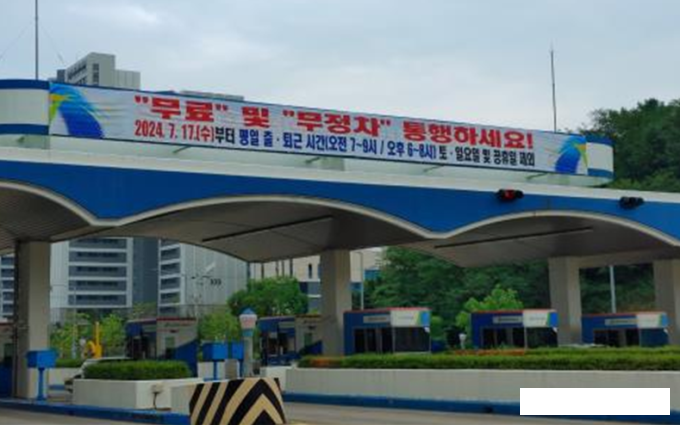 "무료" 및 "무정차" 통행하세요!
2024. 7. 17.(수)부터 평일 출·퇴근 시간(오전 7~9시 / 오후 6~8시) 토·일요일 및 공휴일 제외